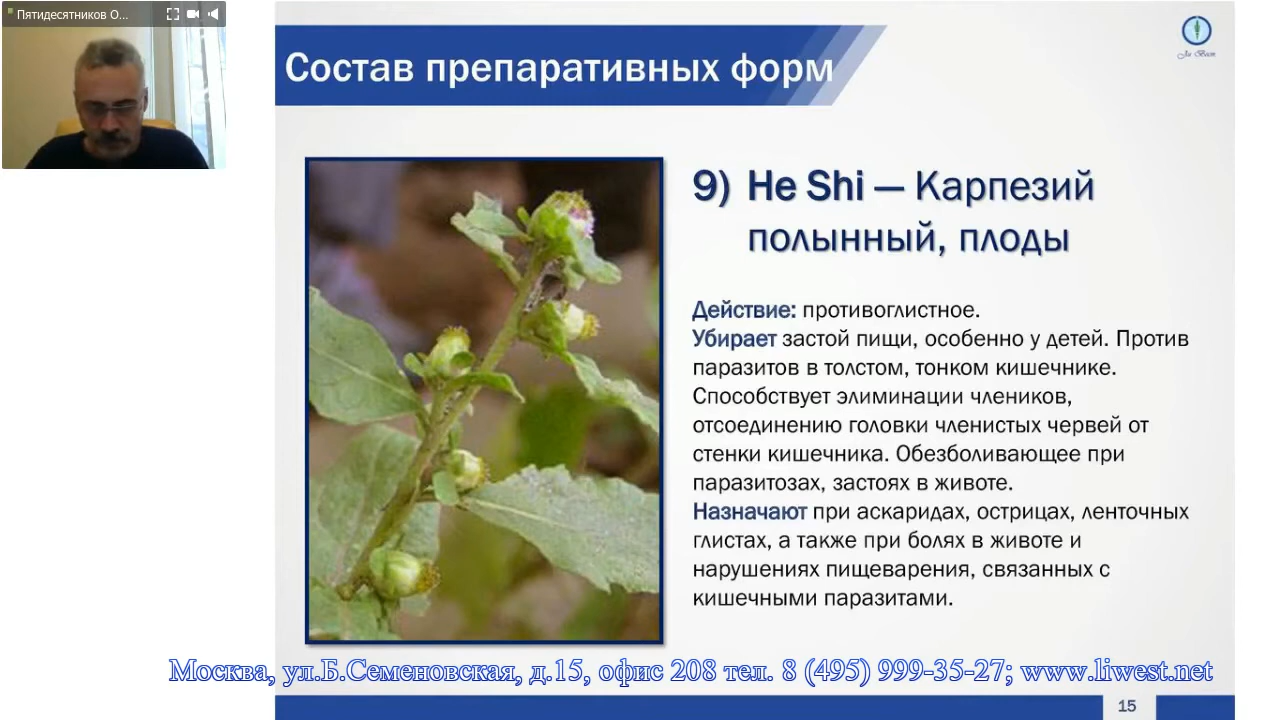 Пятидесятников О...
Состав препаративных форм
Ли Вест
9) He Shi — Карпезий
полынный, плоды
Действие: противоглистное.
Убирает застой пищи, особенно у детей. Против
паразитов в толстом, тонком кишечнике.
Способствует элиминации члеников,
отсоединению головки членистых червей от
стенки кишечника. Обезболивающее при
паразитозах, застоях в животе.
Назначают при аскаридах, острицах, ленточных
глистах, а также при болях в животе и
нарушениях пищеварения, связанных с
кишечными паразитами.
Москва, ул.Б.Семеновская, д.15, офис 208 тел. 8 (495) 999-35-27; www.liwest.net
15